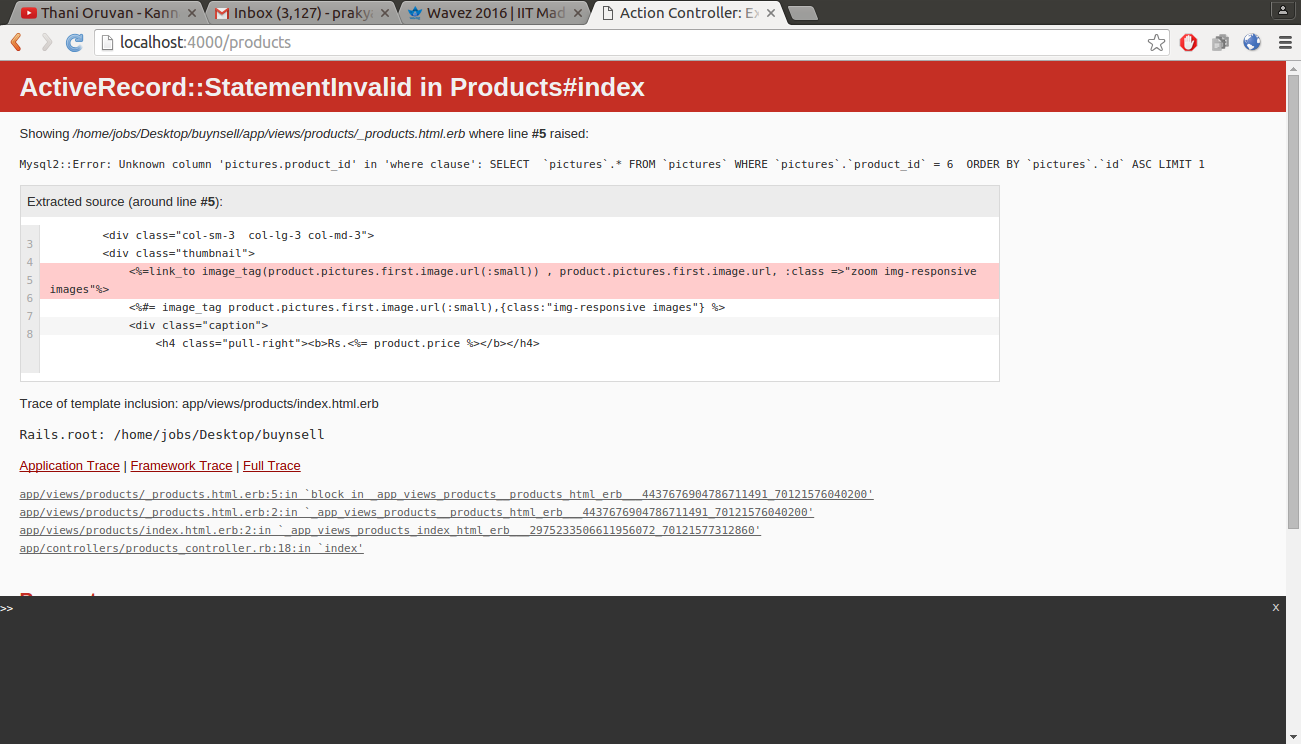 Thani Oruvan - Kann
Inbox (3,127) - praky
Wavez 2016 | IIT Mad
Action Controller: Ex
localhost:4000/products
ActiveRecord::StatementInvalid in Products#index
Showing /home/jobs/Desktop/buynsell/app/views/products/_products.html.erb where line #5 raised:
Mysql2::Error: Unknown column 'pictures.product_id' in 'where clause': SELECT  `pictures`.* FROM `pictures` WHERE `pictures`.`product_id` = 6  ORDER BY `pictures`.`id` ASC LIMIT 1
Extracted source (around line #5):
3
4
5
6
7
8
<div class="col-sm-3  col-lg-3 col-md-3">
<div class="thumbnail">
<%=link_to image_tag(product.pictures.first.image.url(:small)) , product.pictures.first.image.url, :class =>"zoom img-responsive
images"%>
<%#= image_tag product.pictures.first.image.url(:small),{class:"img-responsive images"} %>
<div class="caption">
<h4 class="pull-right"><b>Rs.<%= product.price %></b></h4>
Trace of template inclusion: app/views/products/index.html.erb
Rails.root: /home/jobs/Desktop/buynsell
Application Trace | Framework Trace | Full Trace
app/views/products/_products.html.erb:5:in `block in _app_views_products__products_html_erb___4437676904786711491_70121576040200'
app/views/products/_products.html.erb:2:in `_app_views_products__products_html_erb___4437676904786711491_70121576040200'
app/views/products/index.html.erb:2:in `_app_views_products_index_html_erb___2975233506611956072_70121577312860'
app/controllers/products_controller.rb:18:in `index'
>>
x